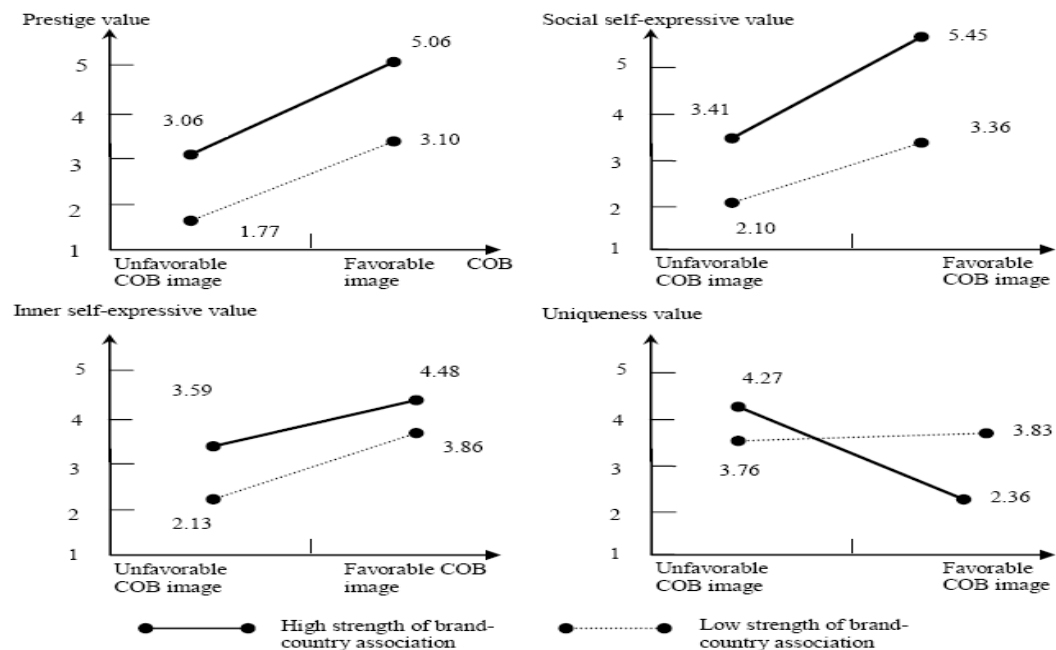 Prestige value
5.06
5
4
3.06
3
3.10
2
1.77
1
Unfavorable
COB image
Favorable
image
COB
Social self-expressive value
5.45
5
4
3.41
3
3.36
2
2.10
1
Unfavorable
COB image
Favorable
COB image
Inner self-expressive value
5
4.48
3.59
4
3.86
3
2
2.13
1
Unfavorable
COB image
Favorable COB
image
Uniqueness value
5
4.27
4
3.83
3.76
3
2.36
2
1
Unfavorable
COB image
Favorable
COB image
High strength of brand-
country association
Low strength of brand-
country association